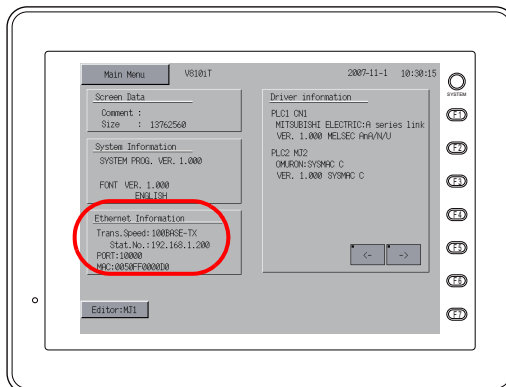 Main Menu V810iT 2007-11-1 10:30:15
SYSTEM
Screen Data
Comment :
Size : 13762560
System Information
SYSTEM PROG. VER. 1.000
FONT VER. 1.000
ENGLISH
Ethernet Information
Trans.Speed:100BASE-TX
Stat.No.:192.168.1.200
PORT:10000
MAC:0050FF0000D0
Driver information
PLC1 CN1
MITSUBISHI ELECTRIC:A series link
VER. 1.000 MELSEC AnA/N/U
PLC2 MJ2
OMURON:SYSMAC C
VER. 1.000 SYSMAC C
<- ->
Editor:MJ1
F1
F2
F3
F4
F5
F6
F7